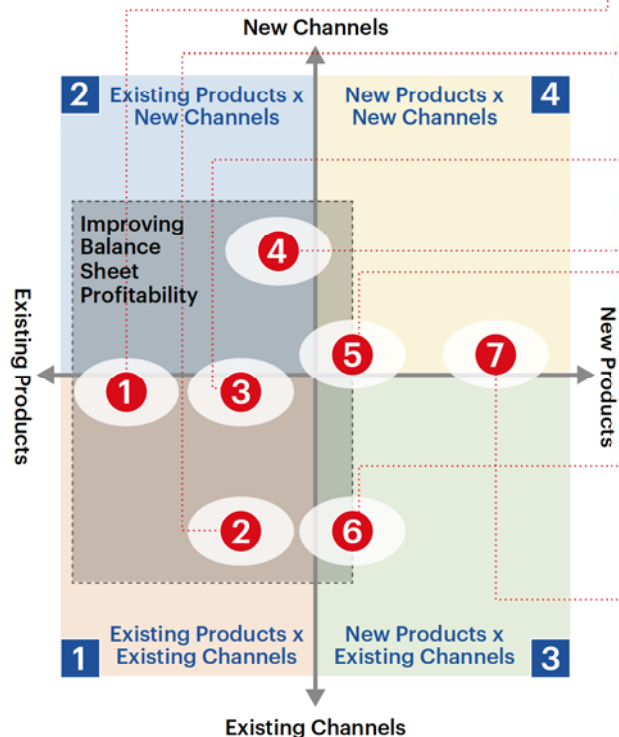 New Channels
2
Existing Products x
New Channels
New Products x
New Channels
4
Improving
Balance
Sheet
Profitability
4
Existing Products
5
7
New Products
1
3
2
6
1
Existing Products x
Existing Channels
New Products x
Existing Channels
3
Existing Channels